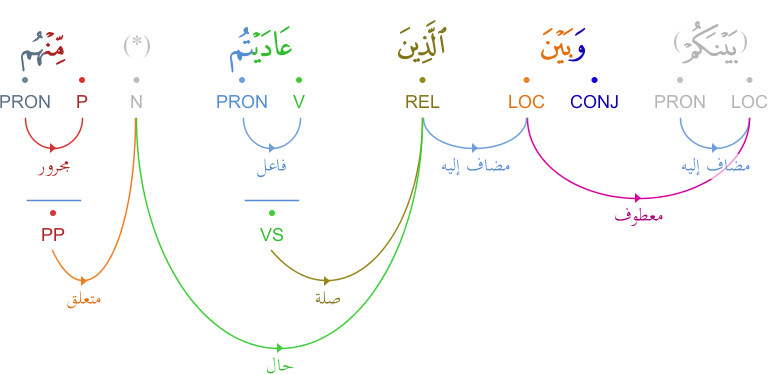 (بَيْنَكُمْ) وَبَيْنَ ٱلَّذِينَ عَادَيْتُم (*) مِّنْهُم
PRON P N PRON V REL LOC CONJ PRON LOC
مجرور فاعل مضاف إليه مضاف إليه
معطوف
PP VS
متعلق صلة
حال